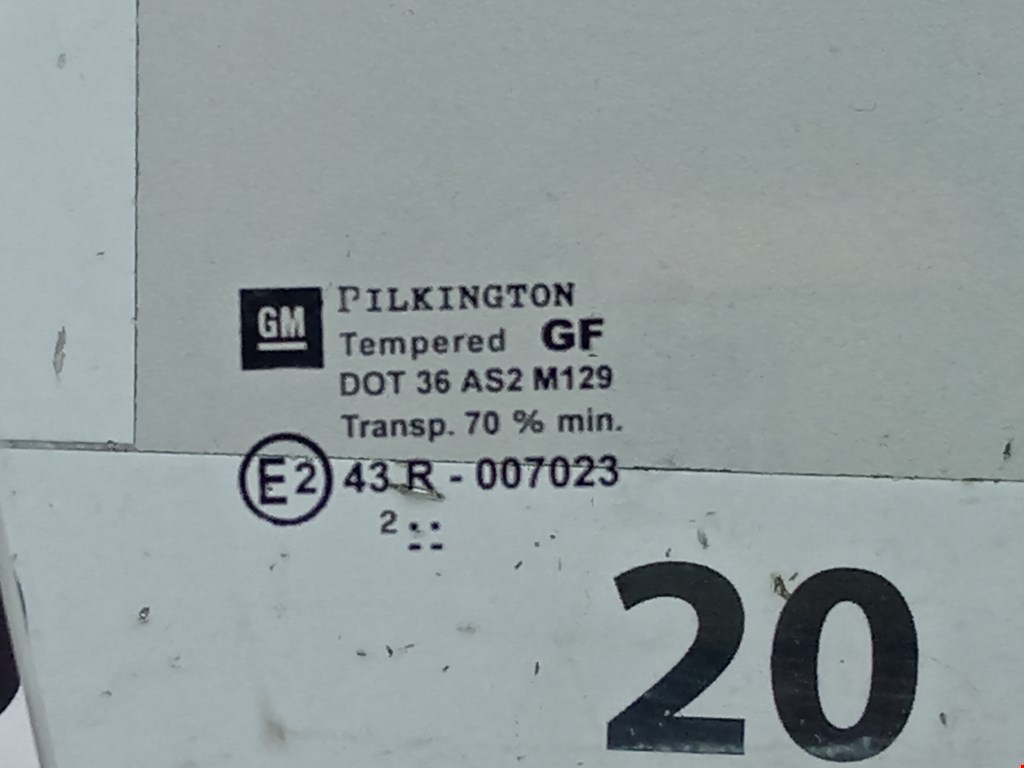 GM PILKINGTON
Tempered GF
DOT 36 AS2 M129
Transp. 70 % min.
E2 43 R - 007023
2
20